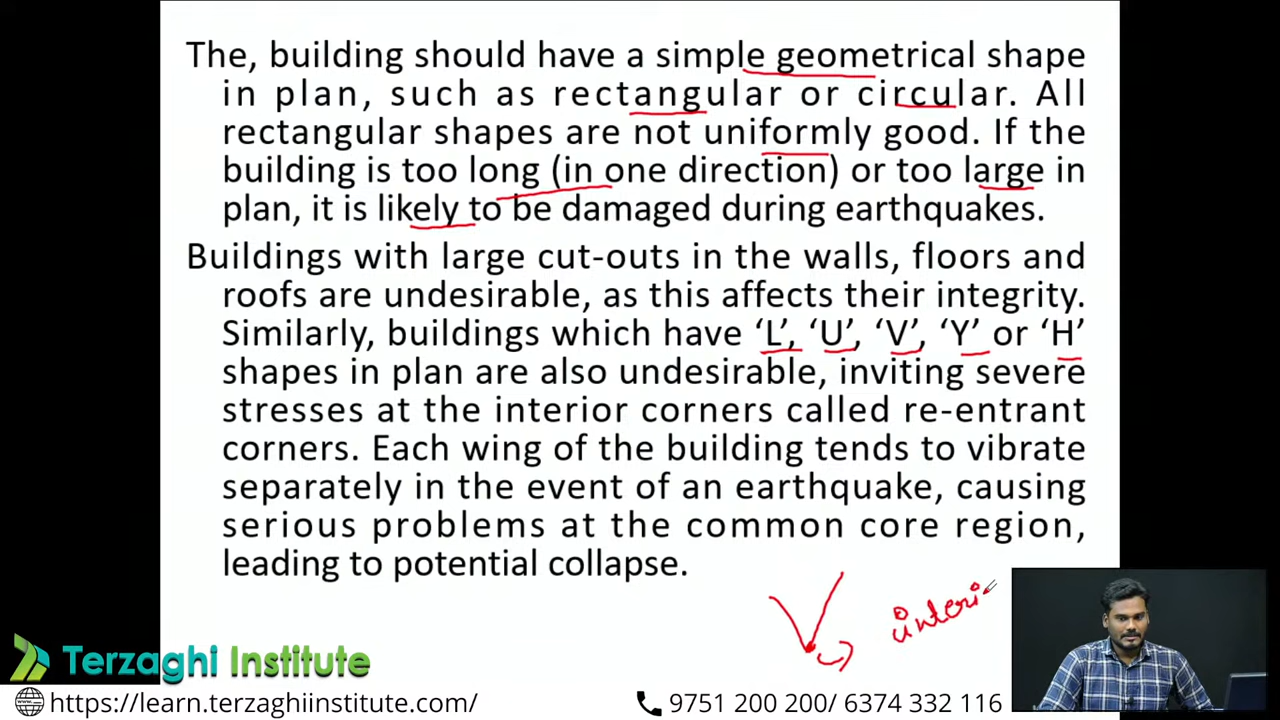 The, building should have a simple geometrical shape
in plan, such as rectangular or circular. All
rectangular shapes are not uniformly good. If the
building is too long (in one direction) or too large in
plan, it is likely to be damaged during earthquakes.
Buildings with large cut-outs in the walls, floors and
roofs are undesirable, as this affects their integrity.
Similarly, buildings which have ‘L’, ‘U’, ‘V’, ‘Y’ or ‘H’
shapes in plan are also undesirable, inviting severe
stresses at the interior corners called re-entrant
corners. Each wing of the building tends to vibrate
separately in the event of an earthquake, causing
serious problems at the common core region,
leading to potential collapse.
V
interi
Terzaghi Institute
https://learn.terzaghiinstitute.com/
9751 200 200/ 6374 332 116